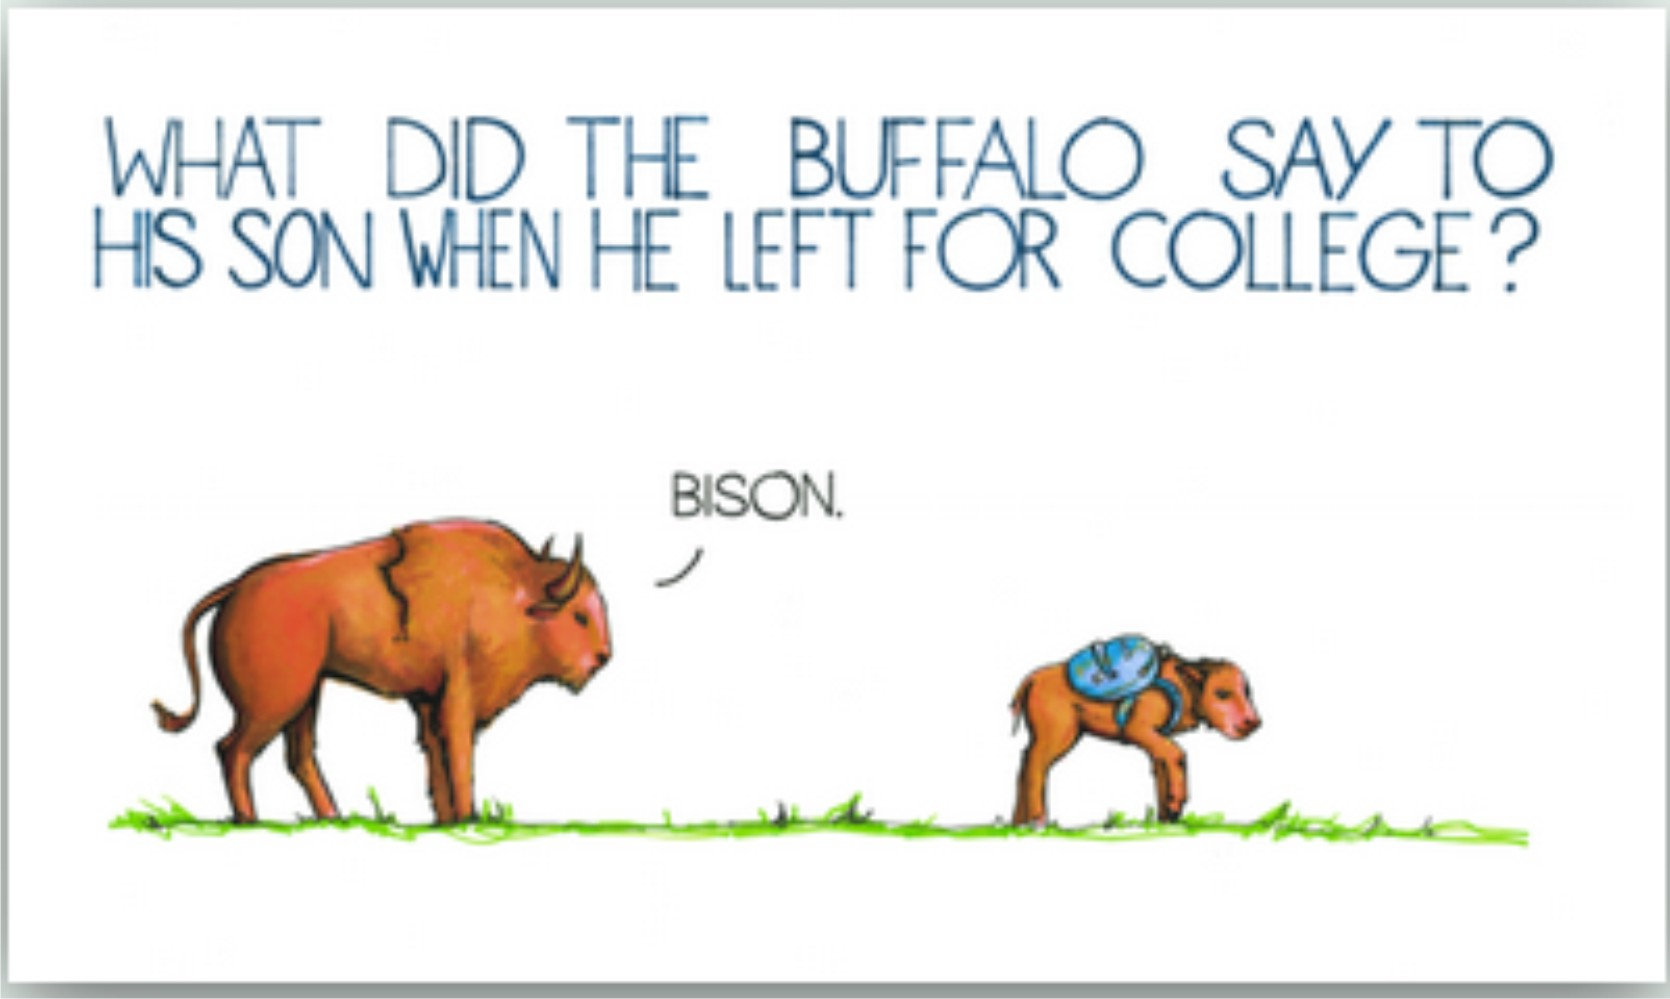 WHAT DID THE BUFFALO SAY TO
HIS SON WHEN HE LEFT FOR COLLEGE?
BISON.